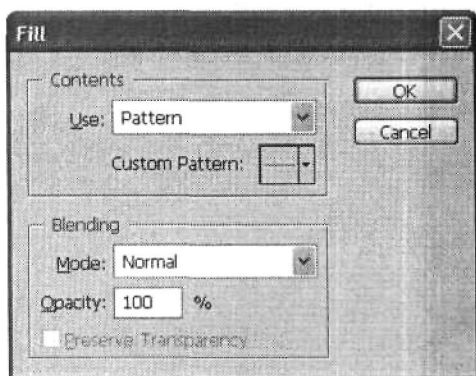 Fill
Contents
Use: Pattern
Custom Pattern:
OK
Cancel
Blending
Mode: Normal
Opacity: 100 %
Preserve Transparency